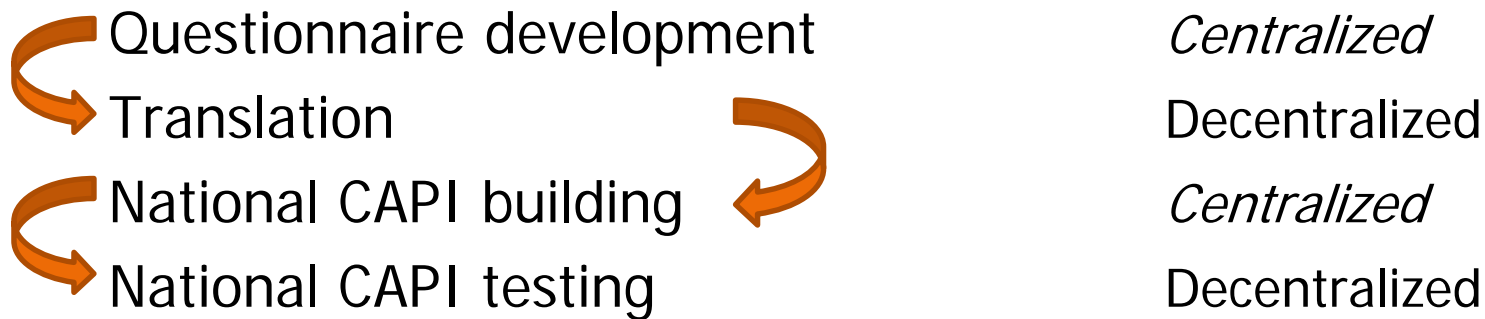 Questionnaire development Centralized
Translation Decentralized
National CAPI building Centralized
National CAPI testing Decentralized